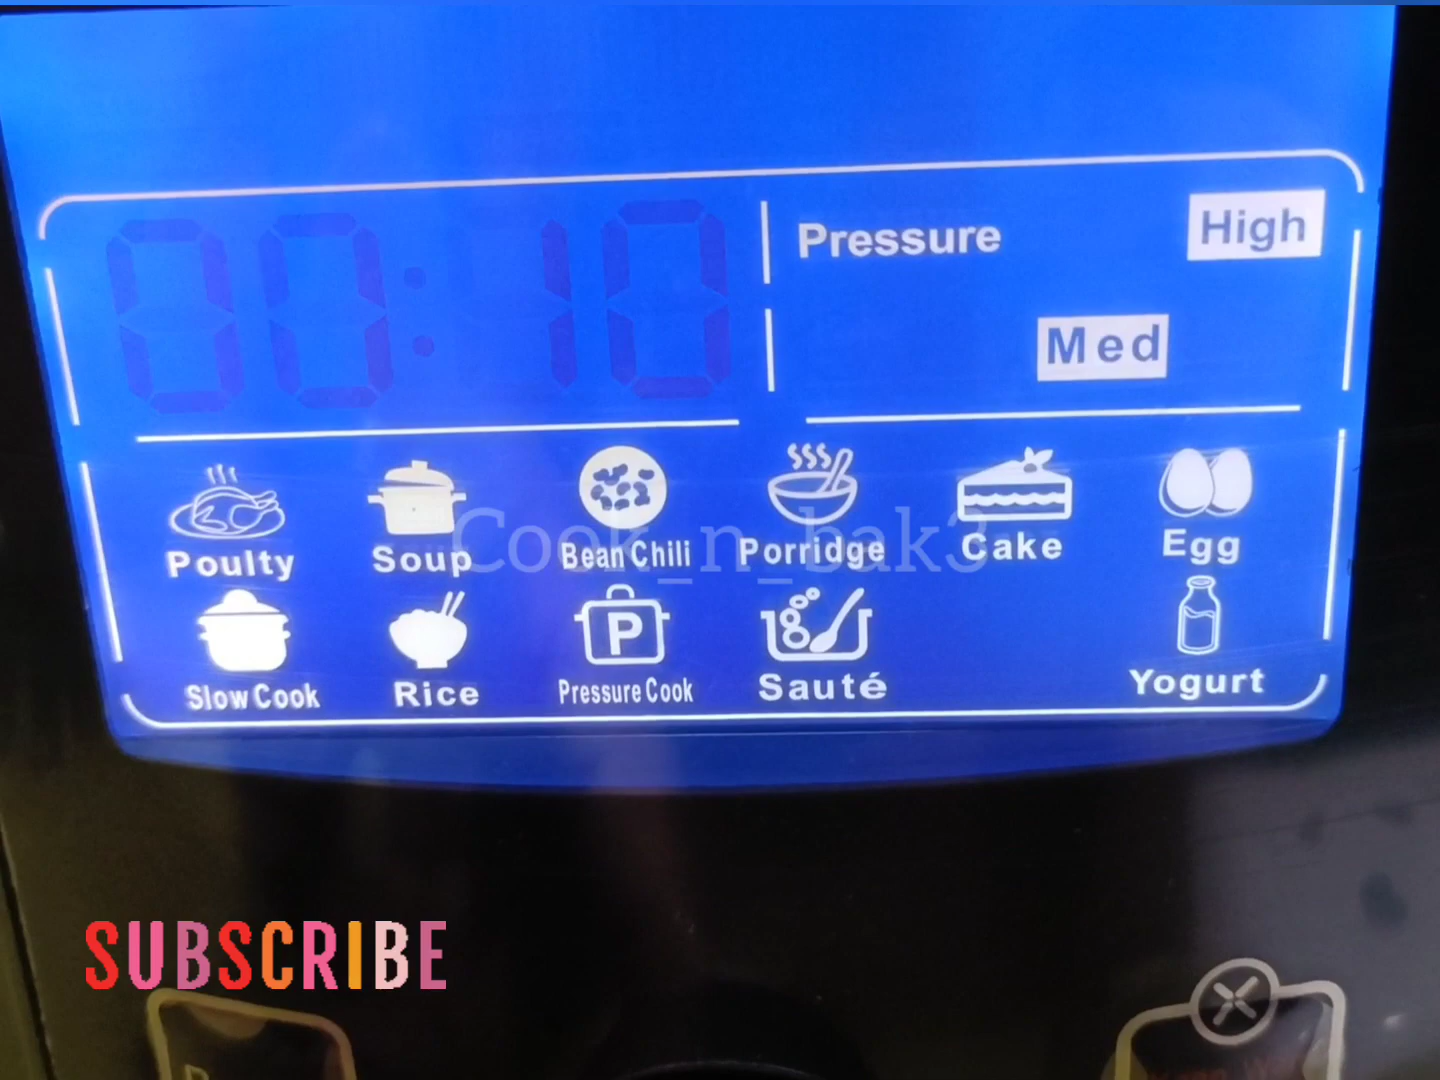 00:10
Pressure High
Med
Poulty Soup Bean Chili Porridge Cake Egg
Cook_n_bak3
Slow Cook Rice P Pressure Cook Sauté Yogurt
SUBSCRIBE